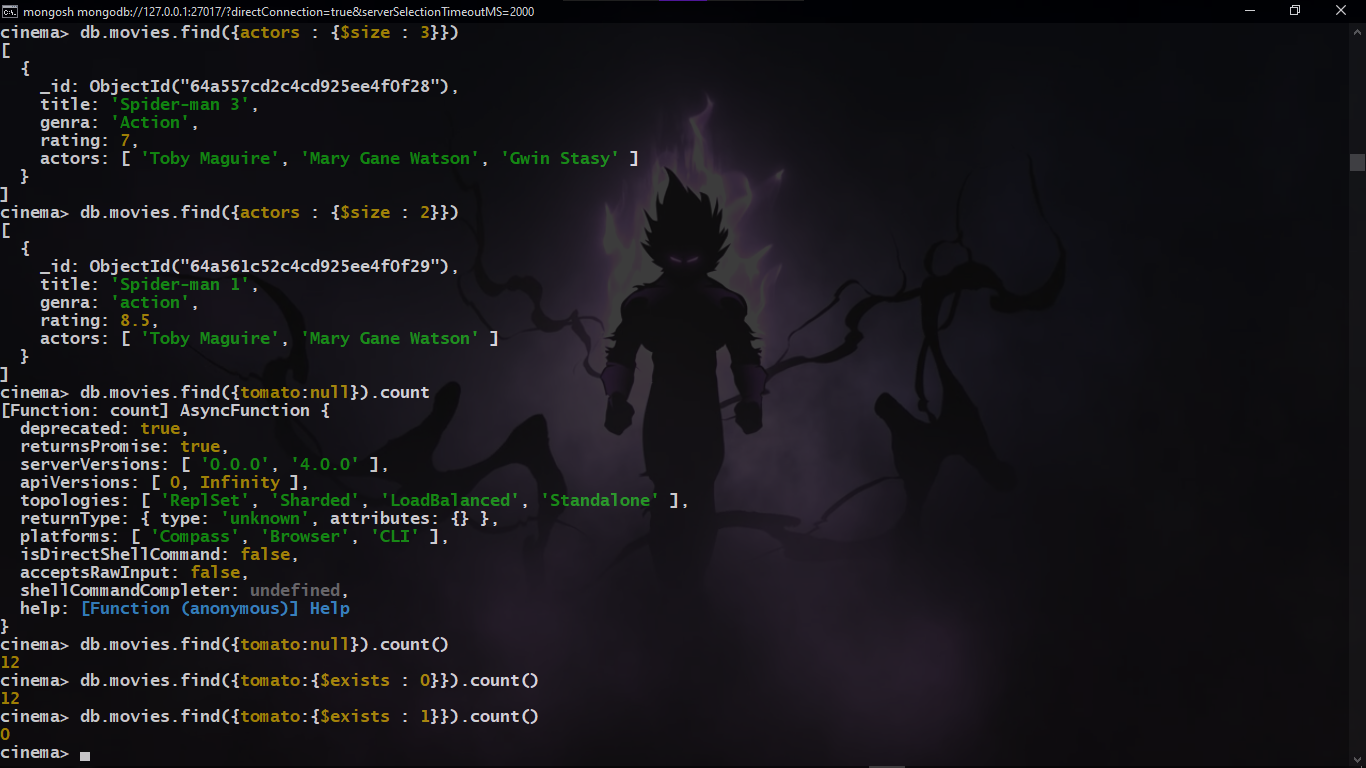 mongosh mongodb://127.0.0.1:27017/?directConnection=true&serverSelectionTimeoutMS=2000
cinema> db.movies.find({actors : {$size : 3}})
[
  {
    _id: ObjectId("64a557cd2c4cd925ee4f0f28"),
    title: 'Spider-man 3',
    genra: 'Action',
    rating: 7,
    actors: [ 'Toby Maguire', 'Mary Gane Watson', 'Gwin Stasy' ]
  }
]
cinema> db.movies.find({actors : {$size : 2}})
[
  {
    _id: ObjectId("64a561c52c4cd925ee4f0f29"),
    title: 'Spider-man 1',
    genra: 'action',
    rating: 8.5,
    actors: [ 'Toby Maguire', 'Mary Gane Watson' ]
  }
]
cinema> db.movies.find({tomato:null}).count
[Function: count] AsyncFunction {
  deprecated: true,
  returnsPromise: true,
  serverVersions: [ '0.0.0', '4.0.0' ],
  apiVersions: [ 0, Infinity ],
  topologies: [ 'ReplSet', 'Sharded', 'LoadBalanced', 'Standalone' ],
  returnType: { type: 'unknown', attributes: {} },
  platforms: [ 'Compass', 'Browser', 'CLI' ],
  isDirectShellCommand: false,
  acceptsRawInput: false,
  shellCommandCompleter: undefined,
  help: [Function (anonymous)] Help
}
cinema> db.movies.find({tomato:null}).count()
12
cinema> db.movies.find({tomato:{$exists : 0}}).count()
12
cinema> db.movies.find({tomato:{$exists : 1}}).count()
0
cinema>